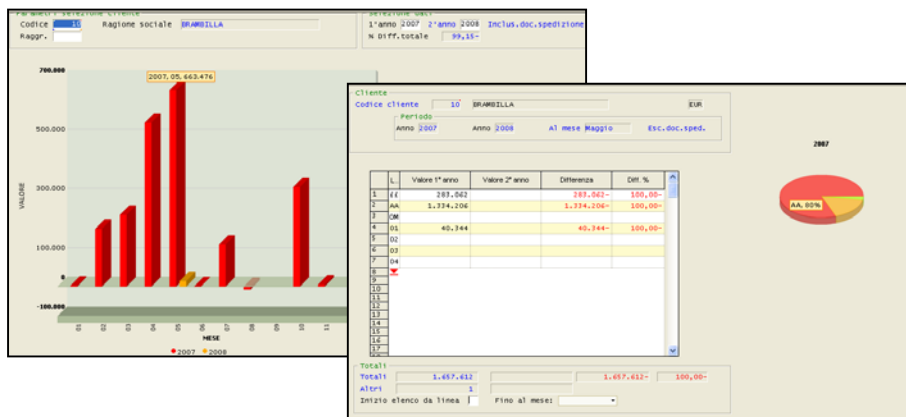 Parametri selezione cliente
Codice 10 Ragione sociale BRAMBILLA
Raggr.
Selezione dati
1'anno 2007 2'anno 2008 Inclus.doc.spedizione
% Diff.totale 99,15-
700.000
500.000
300.000
100.000
0
-100.000
VALORE
2007, 05, 663.476
01 02 03 04 05 06 07 08 09 10 11
MESE
2007 2008
Cliente
Codice cliente 10 BRAMBILLA EUR
Periodo
Anno 2007 Anno 2008 Al mese Maggio Esc.doc.sped.
L. Valore 1° anno Valore 2° anno Differenza Diff. %
1 283.062 283.062- 100,00-
2 AA 1.334.206 1.334.206- 100,00-
3 OM
4 01 40.344 40.344- 100,00-
5 02
6 03
7 04
8
9
10
11
12
13
14
15
16
17
Totali
Totali 1.657.612 1.657.612- 100,00-
Altri 1
Inizio elenco da linea Fino al mese:
2007
AA, 80%